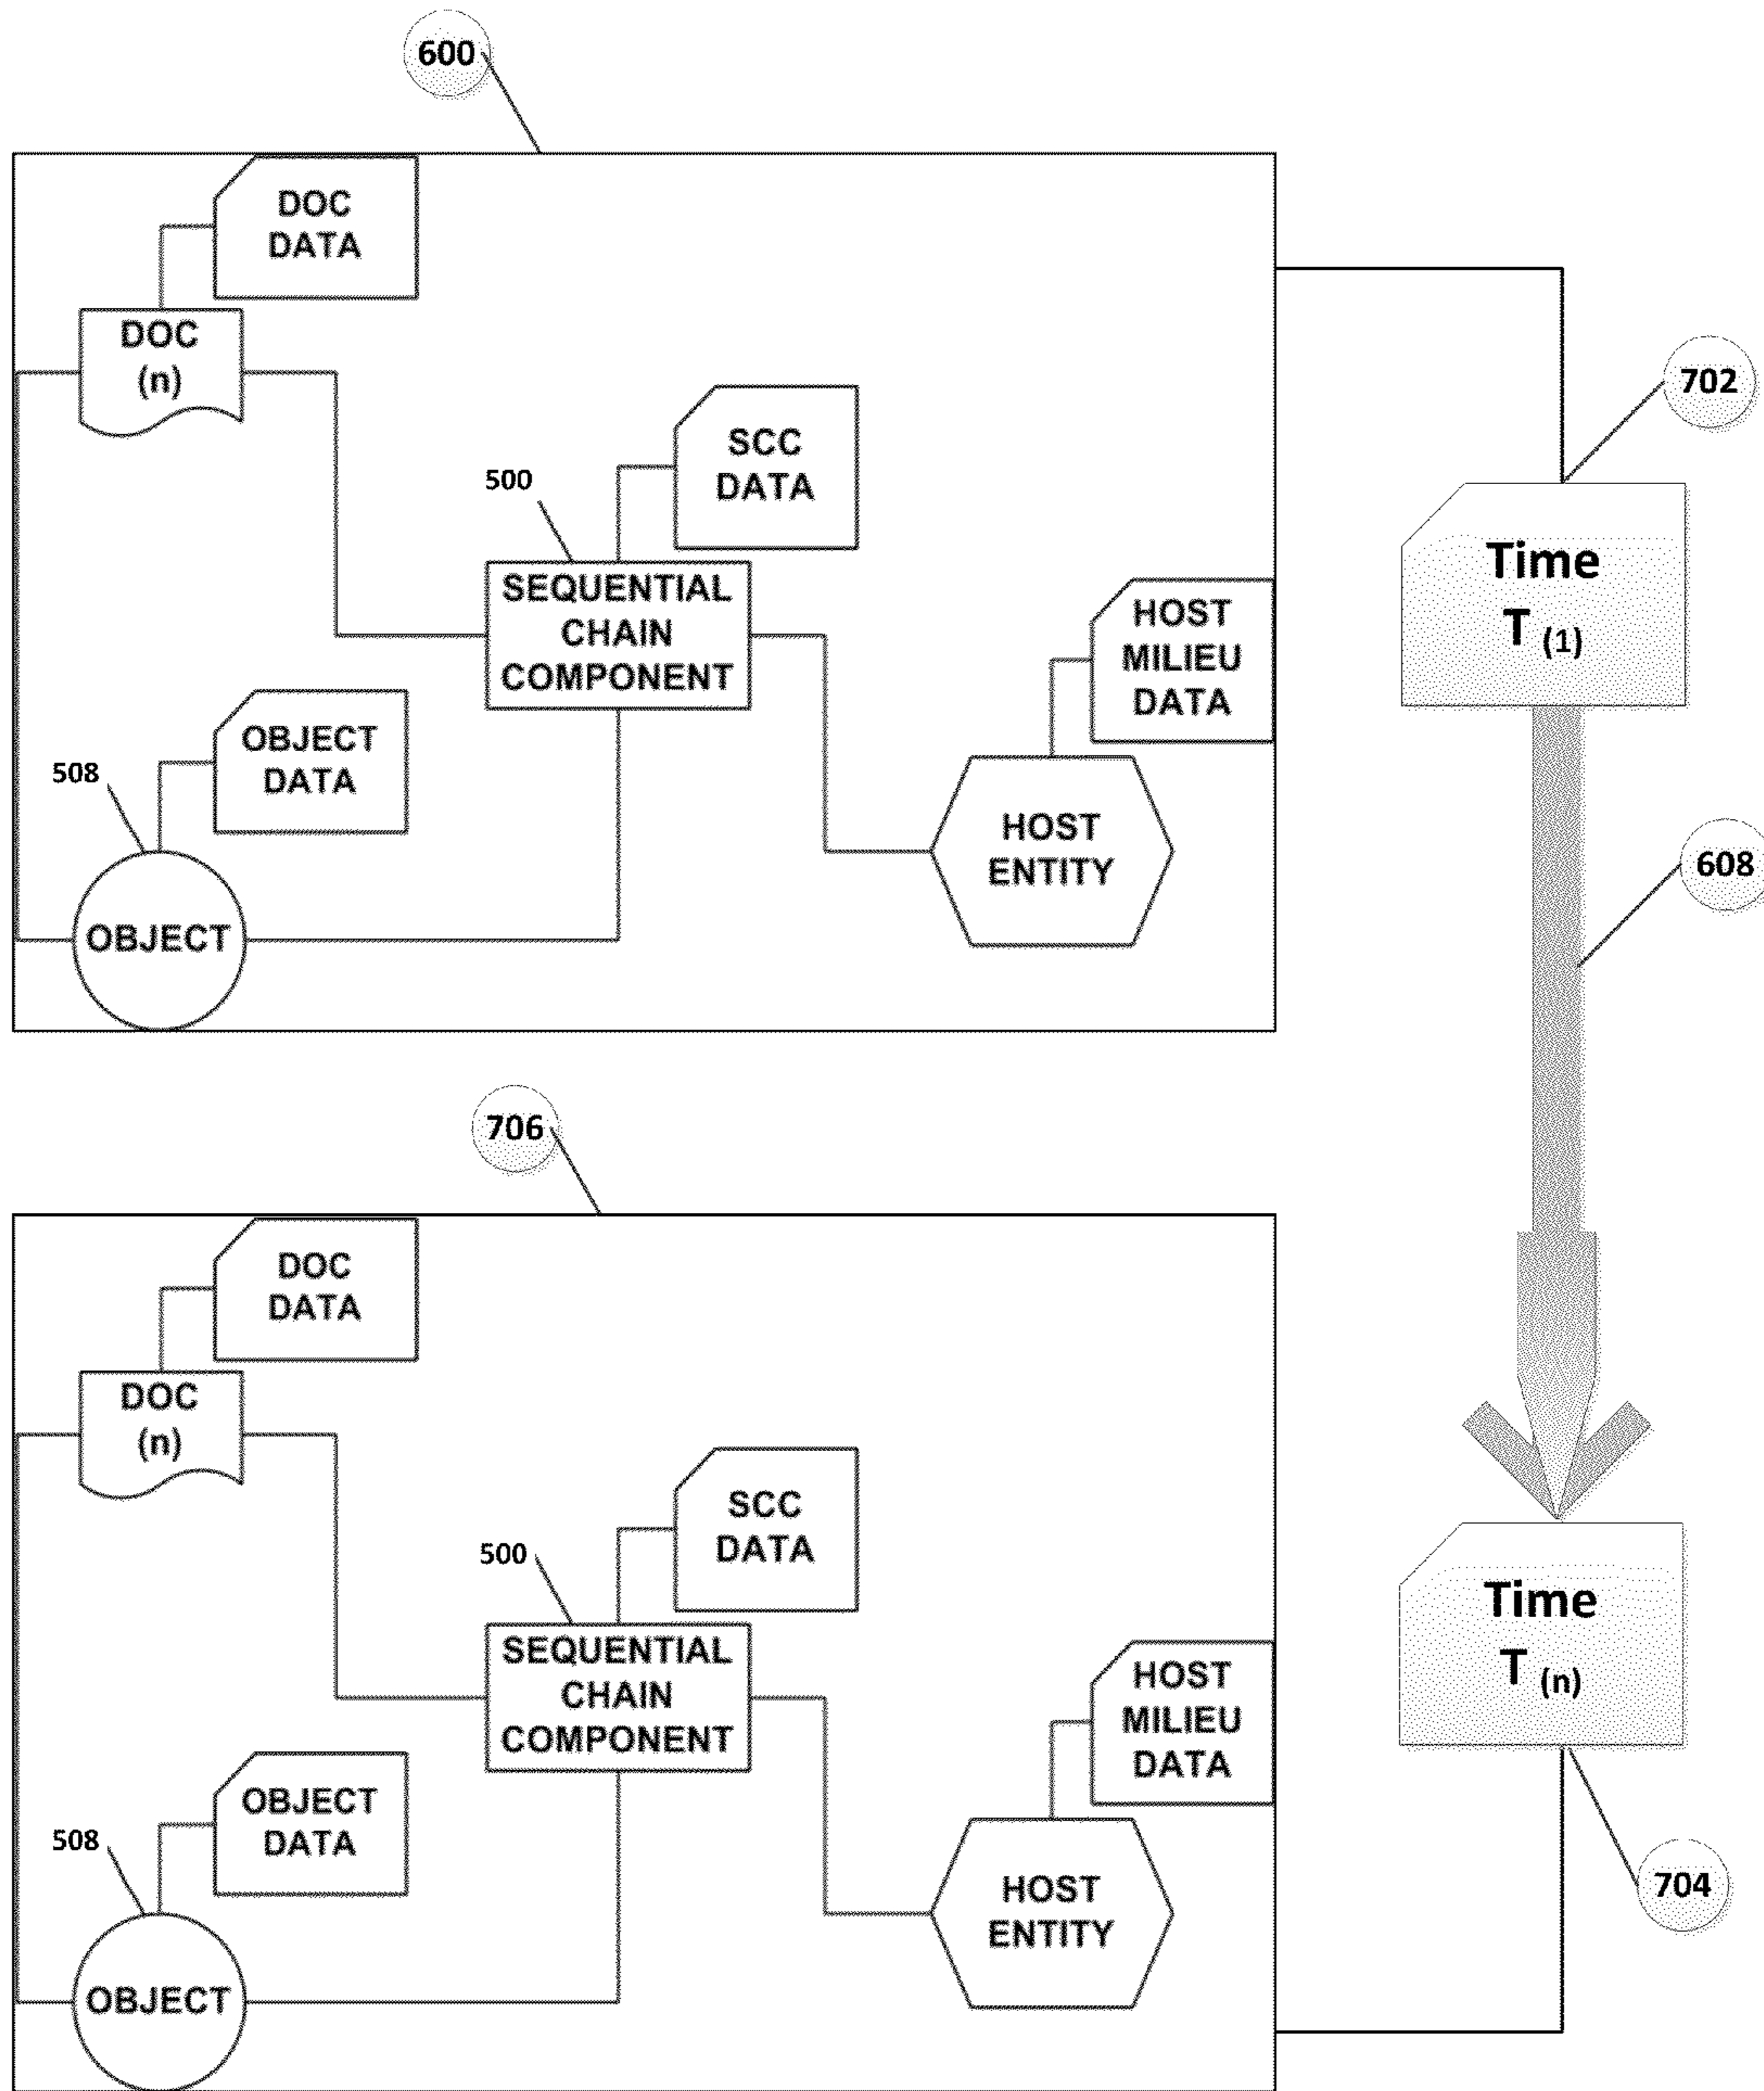 600
DOC
DATA
DOC
(n)
702
SCC
DATA
500
Time
T (1)
SEQUENTIAL
CHAIN
COMPONENT
HOST
MILIEU
DATA
OBJECT
DATA
508
HOST
ENTITY
608
OBJECT
706
DOC
DATA
DOC
(n)
SCC
DATA
500
Time
T (n)
SEQUENTIAL
CHAIN
COMPONENT
HOST
MILIEU
DATA
OBJECT
DATA
508
HOST
ENTITY
704
OBJECT